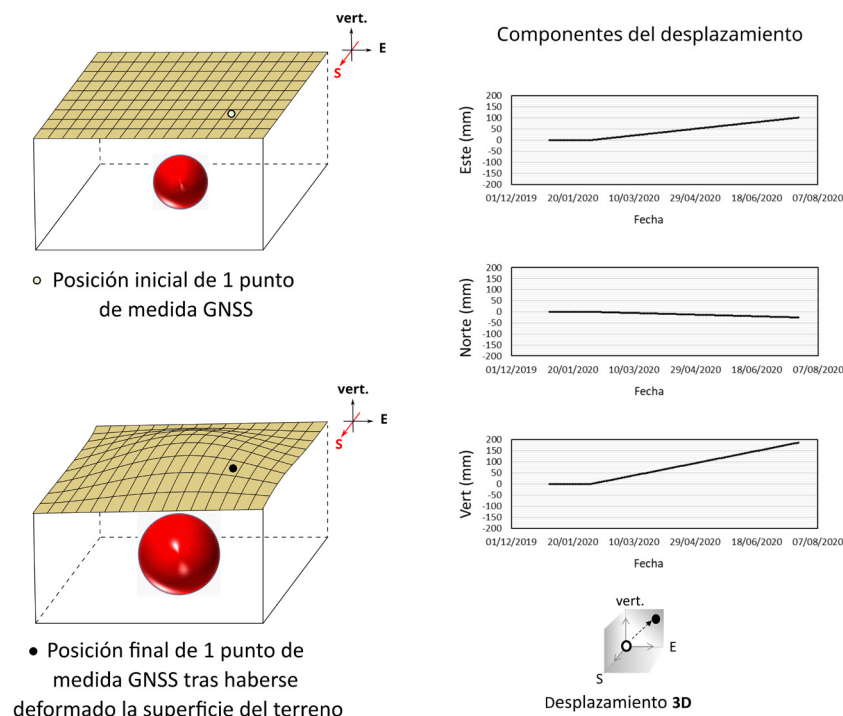 vert.
E
S
Posición inicial de 1 punto
de medida GNSS
vert.
E
S
Posición final de 1 punto de
medida GNSS tras haberse
deformado la superficie del terreno
Componentes del desplazamiento
Este (mm)
200
150
100
50
0
-50
-100
-150
-200
01/12/2019 20/01/2020 10/03/2020 29/04/2020 18/06/2020 07/08/2020
Fecha
Norte (mm)
200
150
100
50
0
-50
-100
-150
-200
01/12/2019 20/01/2020 10/03/2020 29/04/2020 18/06/2020 07/08/2020
Fecha
Vert (mm)
200
150
100
50
0
-50
-100
-150
-200
01/12/2019 20/01/2020 10/03/2020 29/04/2020 18/06/2020 07/08/2020
Fecha
vert.
E
S
Desplazamiento 3D